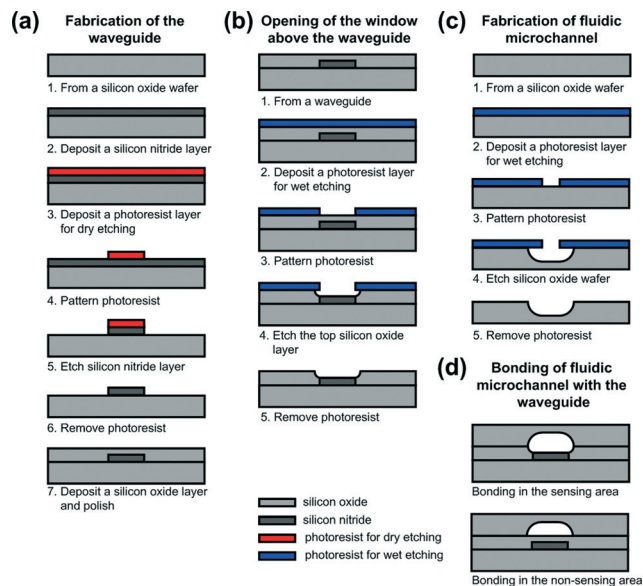 (a) Fabrication of the
waveguide
1. From a silicon oxide wafer
2. Deposit a silicon nitride layer
3. Deposit a photoresist layer
for dry etching
4. Pattern photoresist
5. Etch silicon nitride layer
6. Remove photoresist
7. Deposit a silicon oxide layer
and polish
(b) Opening of the window
above the waveguide
1. From a waveguide
2. Deposit a photoresist layer
for wet etching
3. Pattern photoresist
4. Etch the top silicon oxide
layer
5. Remove photoresist
silicon oxide
silicon nitride
photoresist for dry etching
photoresist for wet etching
(c) Fabrication of fluidic
microchannel
1. From a silicon oxide wafer
2. Deposit a photoresist layer
for wet etching
3. Pattern photoresist
4. Etch silicon oxide wafer
5. Remove photoresist
(d) Bonding of fluidic
microchannel with the
waveguide
Bonding in the sensing area
Bonding in the non-sensing area